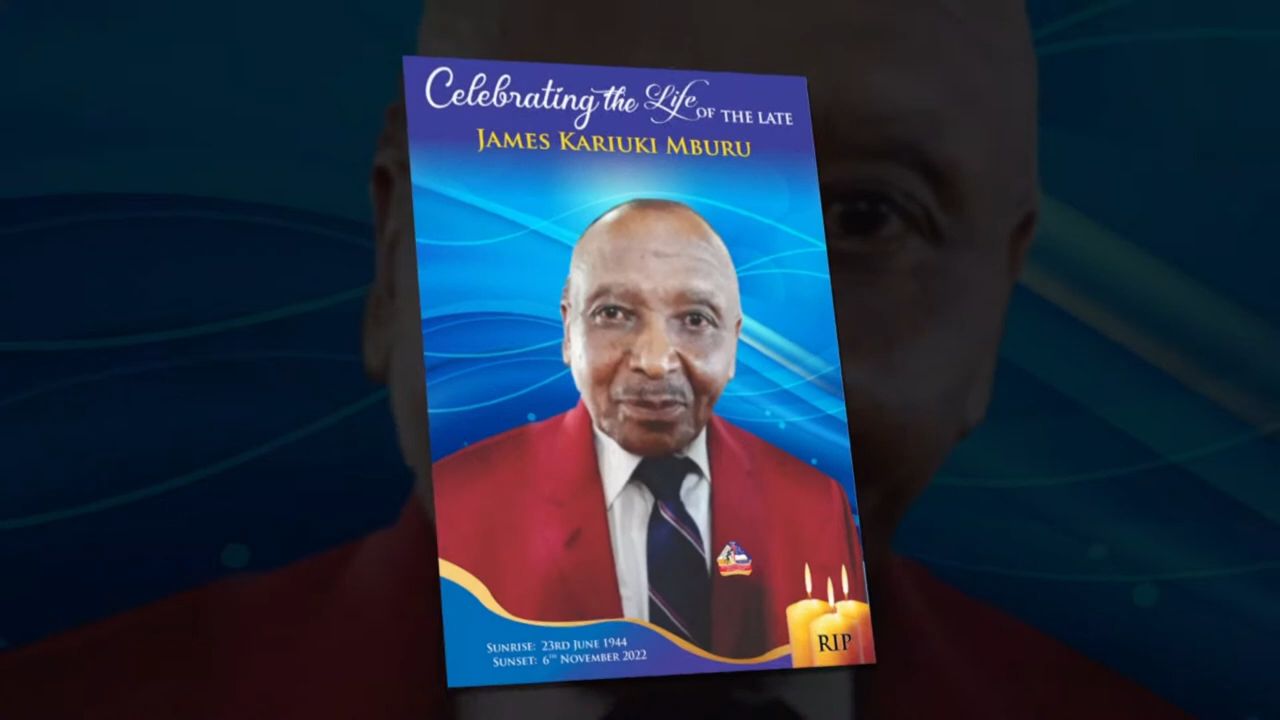 Celebrating the Life OF THE LATE
JAMES KARIUKI MBURU
SUNRISE: 23RD JUNE 1944
SUNSET: 6TH NOVEMBER 2022
RIP